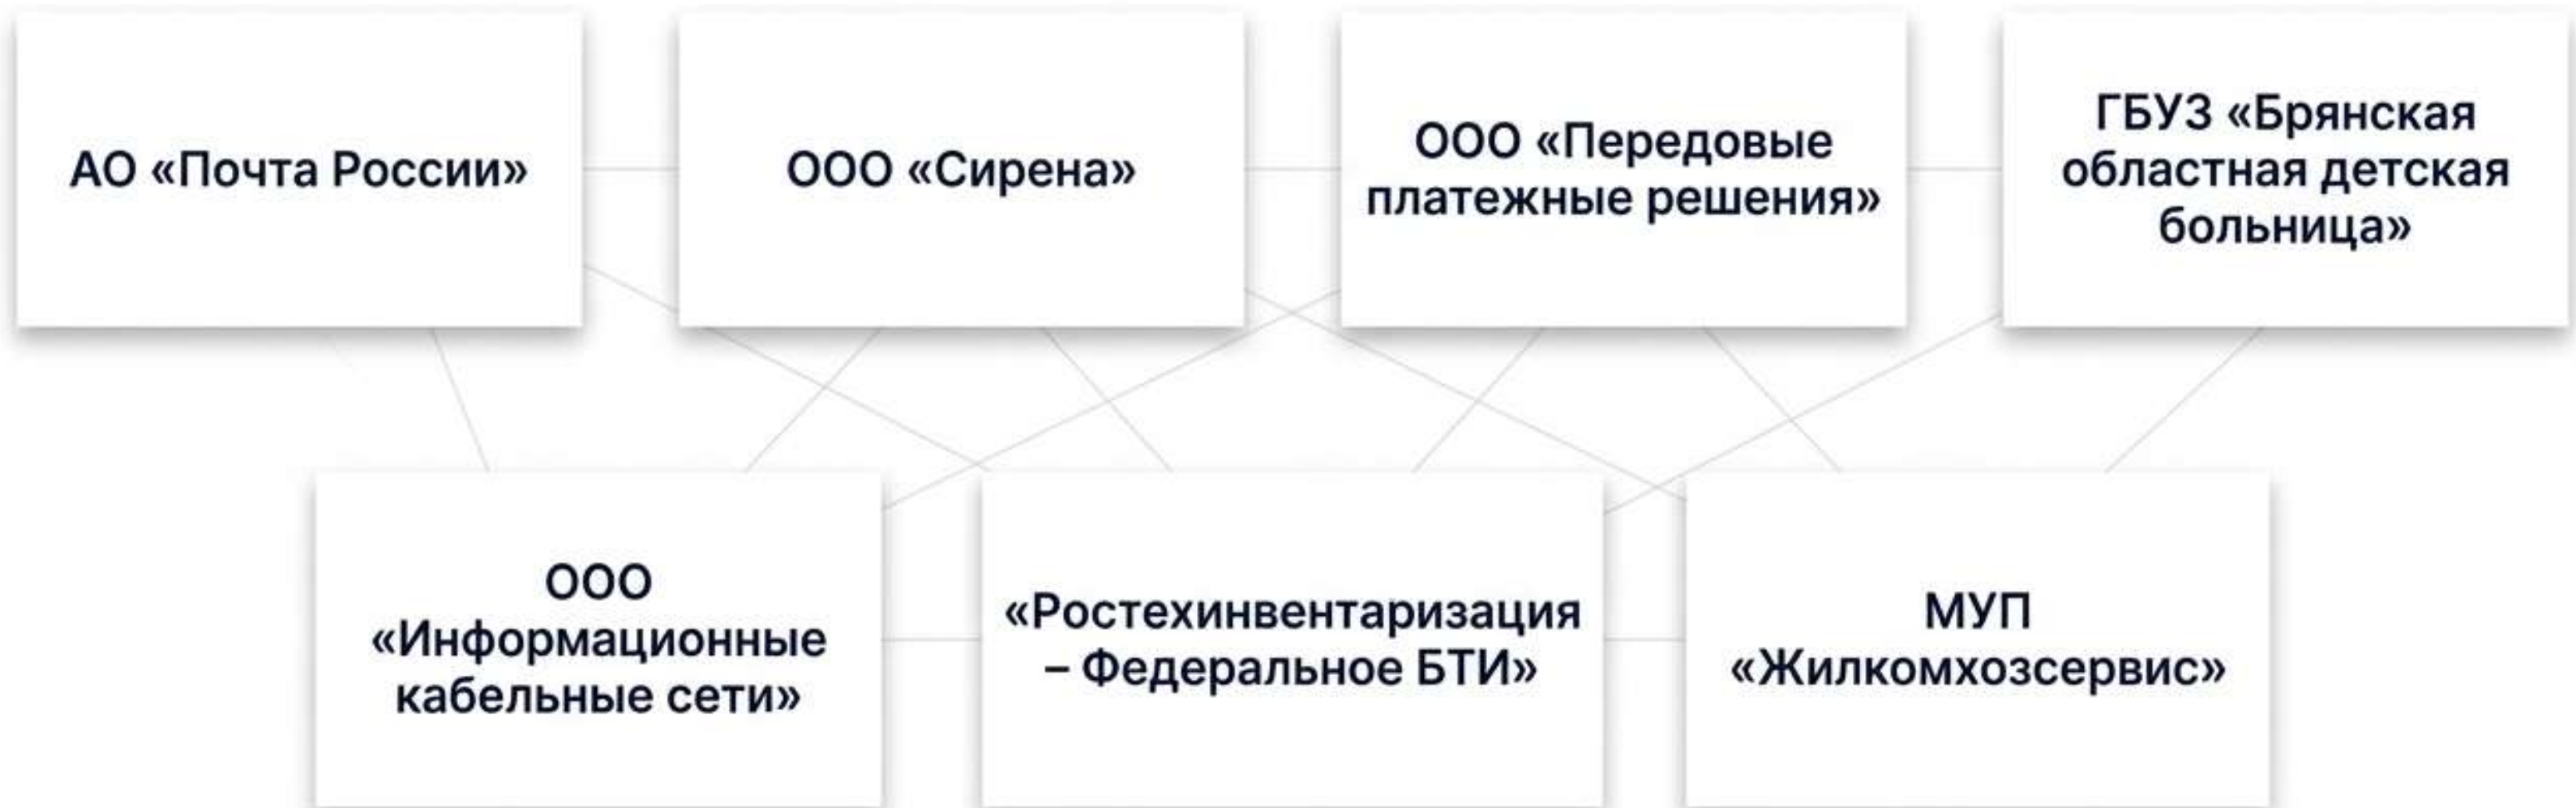 АО «Почта России»
ООО «Сирена»
ООО «Передовые
платежные решения»
ГБУЗ «Брянская
областная детская
больница»
ООО
«Информационные
кабельные сети»
«Ростехинвентаризация
– Федеральное БТИ»
МУП
«Жилкомхозсервис»